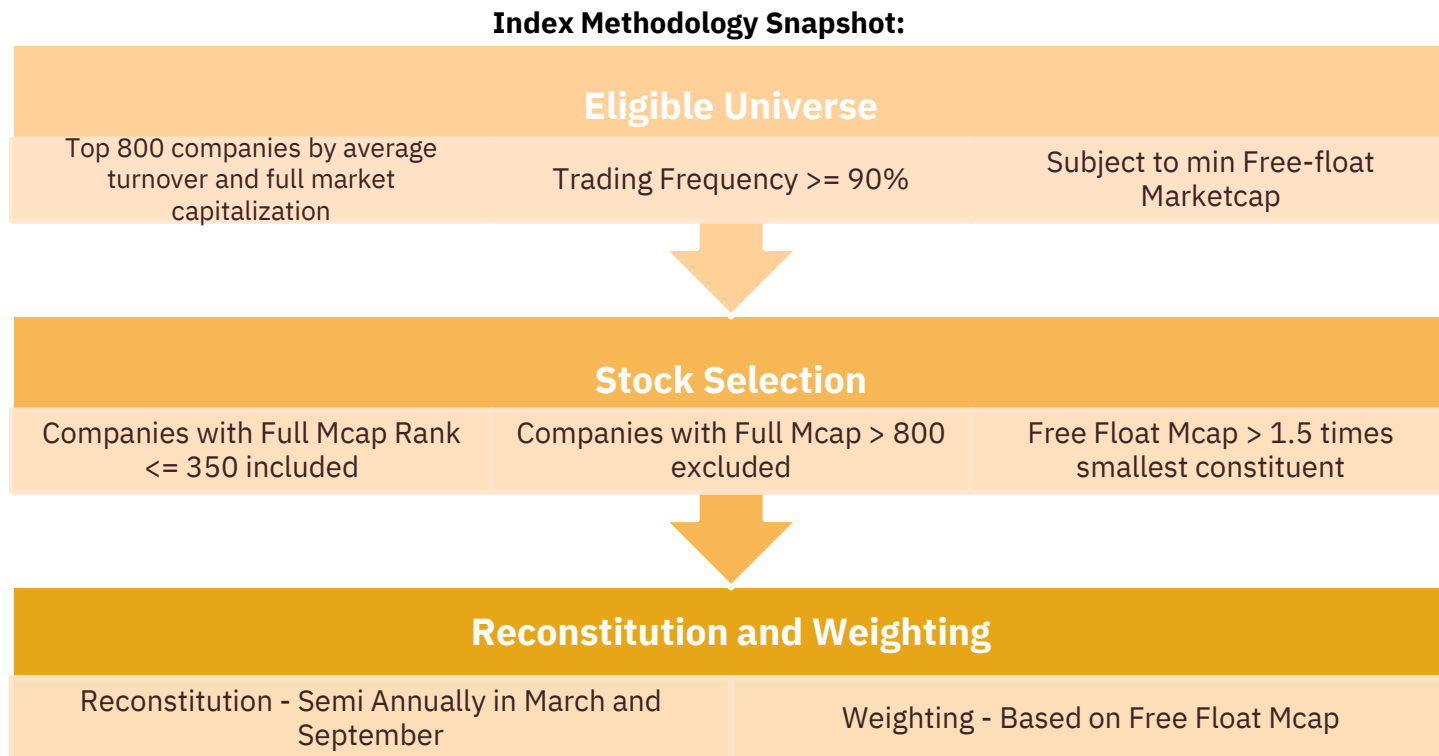 Index Methodology Snapshot:
Eligible Universe
Top 800 companies by average
turnover and full market
capitalization
Trading Frequency >= 90%
Subject to min Free-float
Marketcap
Stock Selection
Companies with Full Mcap Rank
<= 350 included
Companies with Full Mcap > 800
excluded
Free Float Mcap > 1.5 times
smallest constituent
Reconstitution and Weighting
Reconstitution - Semi Annually in March and
September
Weighting - Based on Free Float Mcap